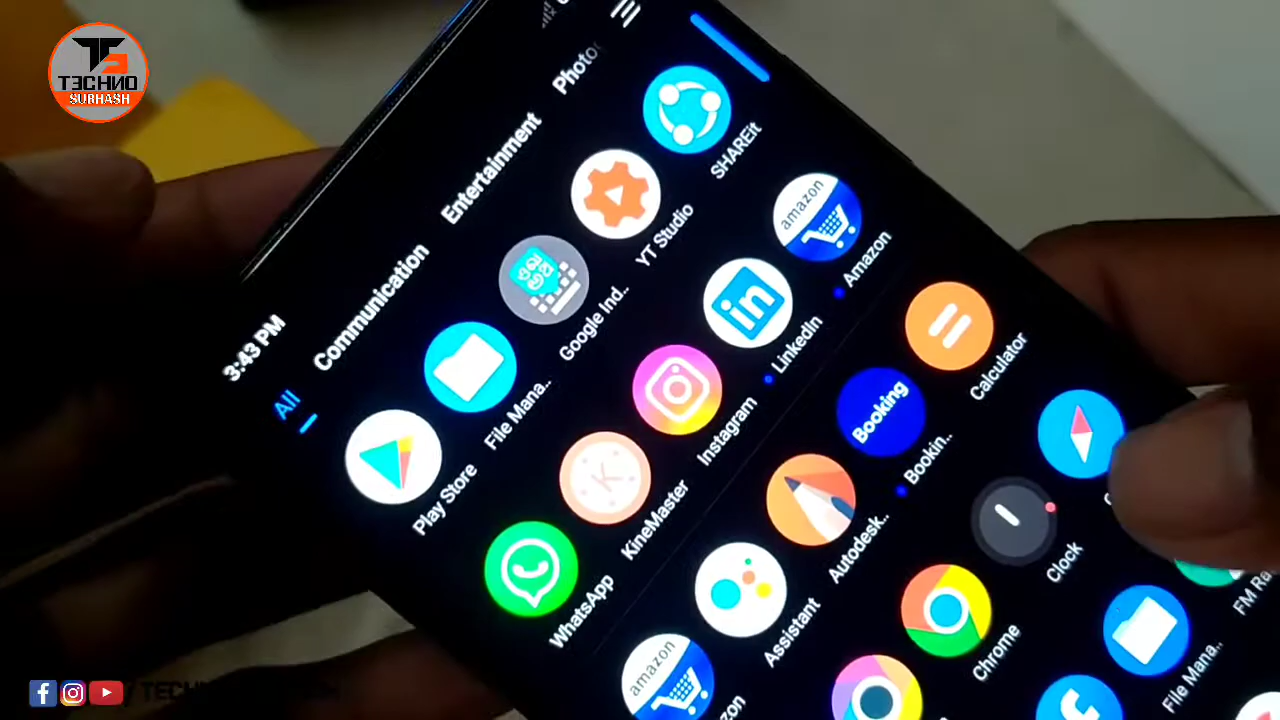 T3CHNO
SUBHASH
3:43 PM
All
Communication
Entertainment
Photo
Play Store
File Mana..
Google Ind..
YT Studio
SHAREit
WhatsApp
KineMaster
Instagram
LinkedIn
amazon
Amazon
amazon
Assistant
Autodesk..
Booking
Bookin..
Calculator
Chrome
Clock
File Mana..
FM Ra